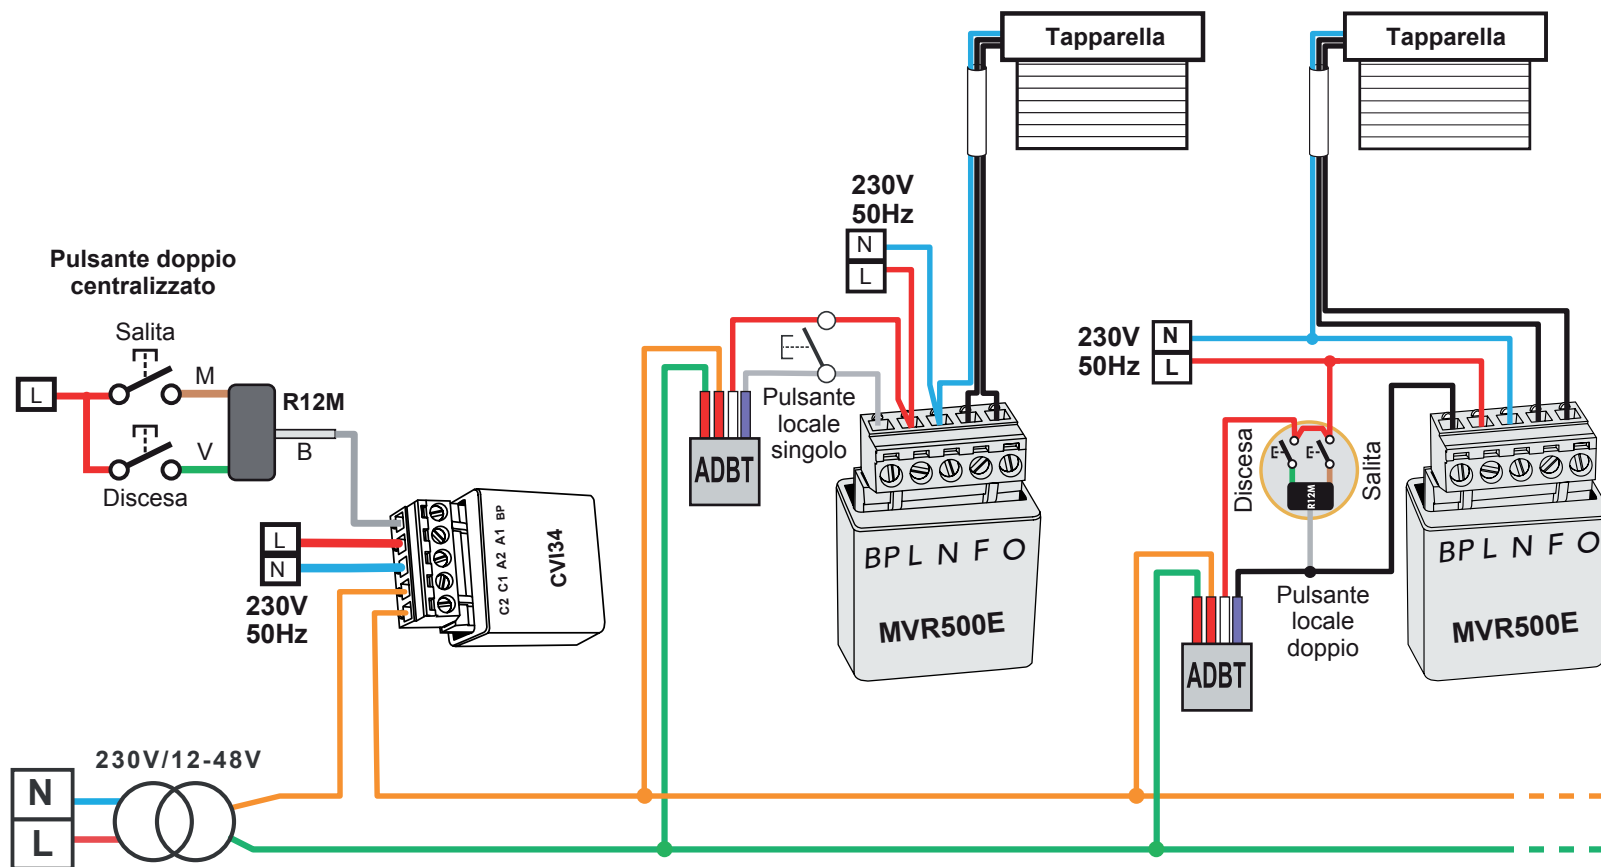 Tapparella
Tapparella
230V
50Hz
N
L
Pulsante doppio
centralizzato
Salita
L
M
R12M
V
B
Discesa
L
N
230V
50Hz
C2 C1 A2 A1 BP
CVI34
Pulsante
locale
singolo
ADBT
BP L N F O
MVR500E
230V
50Hz
N
L
Discesa
Salita
R12M
Pulsante
locale
doppio
ADBT
BP L N F O
MVR500E
230V/12-48V
N
L